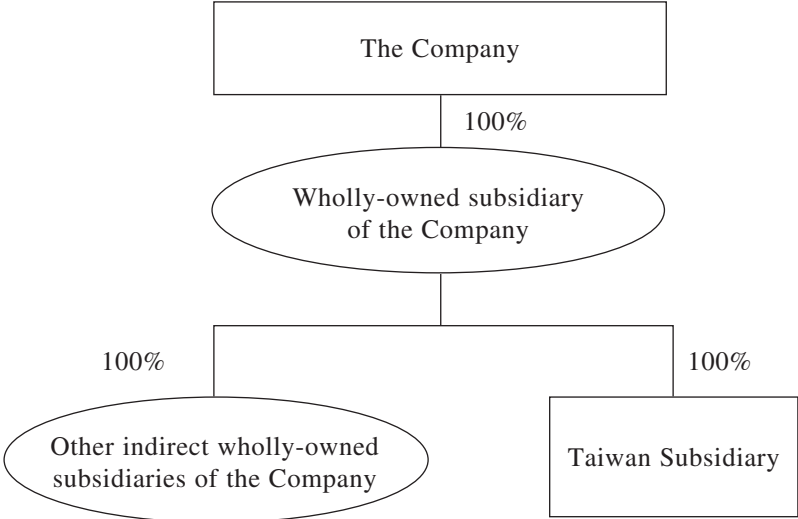 The Company
100%
Wholly-owned subsidiary
of the Company
100%
100%
Other indirect wholly-owned
subsidiaries of the Company
Taiwan Subsidiary